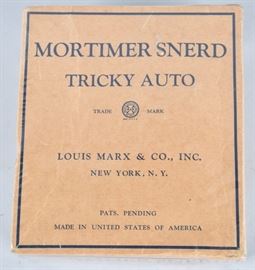 MORTIMER SNERD
TRICKY AUTO
TRADE MARK
LOUIS MARX & CO., INC.
NEW YORK, N. Y.
PATS. PENDING
MADE IN UNITED STATES OF AMERICA